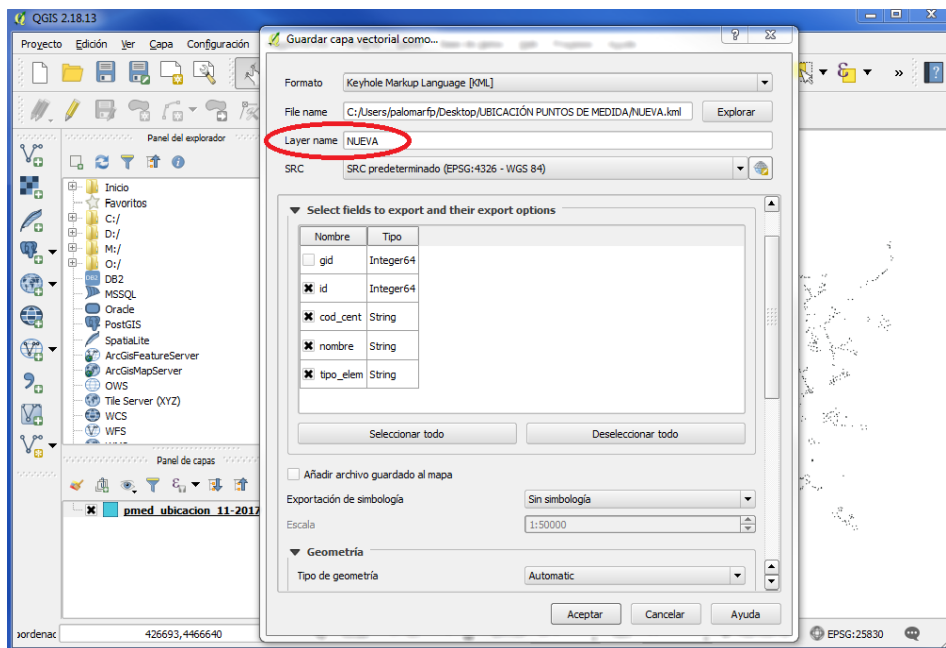 QGIS 2.18.13
Proyecto Edición Ver Capa Configuración
Guardar capa vectorial como...
Formato Keyhole Markup Language [KML]
File name C:/Users/palomarfp/Desktop/UBICACIÓN PUNTOS DE MEDIDA/NUEVA.kml Explorar
Layer name NUEVA
SRC SRC predeterminado (EPSG:4326 - WGS 84)
Panel del explorador
Inicio
Favoritos
C:/
D:/
M:/
O:/
DB2
MSSQL
Oracle
PostGIS
SpatiaLite
ArcGisFeatureServer
ArcGisMapServer
OWS
Tile Server (XYZ)
WCS
WFS
Panel de capas
pmed_ubicacion_11-2017
Select fields to export and their export options
Nombre Tipo
gid Integer64
id Integer64
cod_cent String
nombre String
tipo_elem String
Seleccionar todo Deseleccionar todo
Añadir archivo guardado al mapa
Exportación de simbología Sin simbología
Escala 1:50000
Geometría
Tipo de geometría Automatic
Aceptar Cancelar Ayuda
426693,4466640
EPSG:25830